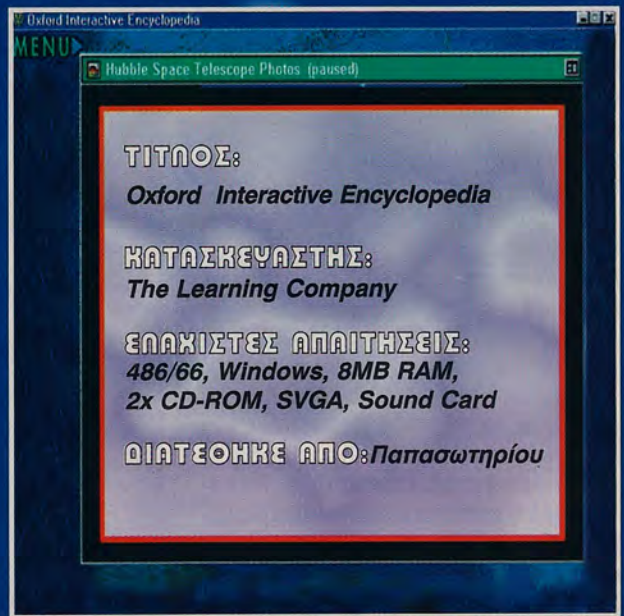 Oxford Interactive Encyclopedia
MENU
Hubble Space Telescope Photos (paused)
ΤΙΤΛΟΣ:
Oxford Interactive Encyclopedia
ΚΑΤΑΣΚΕΥΑΣΤΗΣ:
The Learning Company
ΕΛΑΧΙΣΤΕΣ ΑΠΑΙΤΗΣΕΙΣ:
486/66, Windows, 8MB RAM,
2x CD-ROM, SVGA, Sound Card
ΔΙΑΤΕΘΗΚΕ ΑΠΟ: Παπασωτηρίου